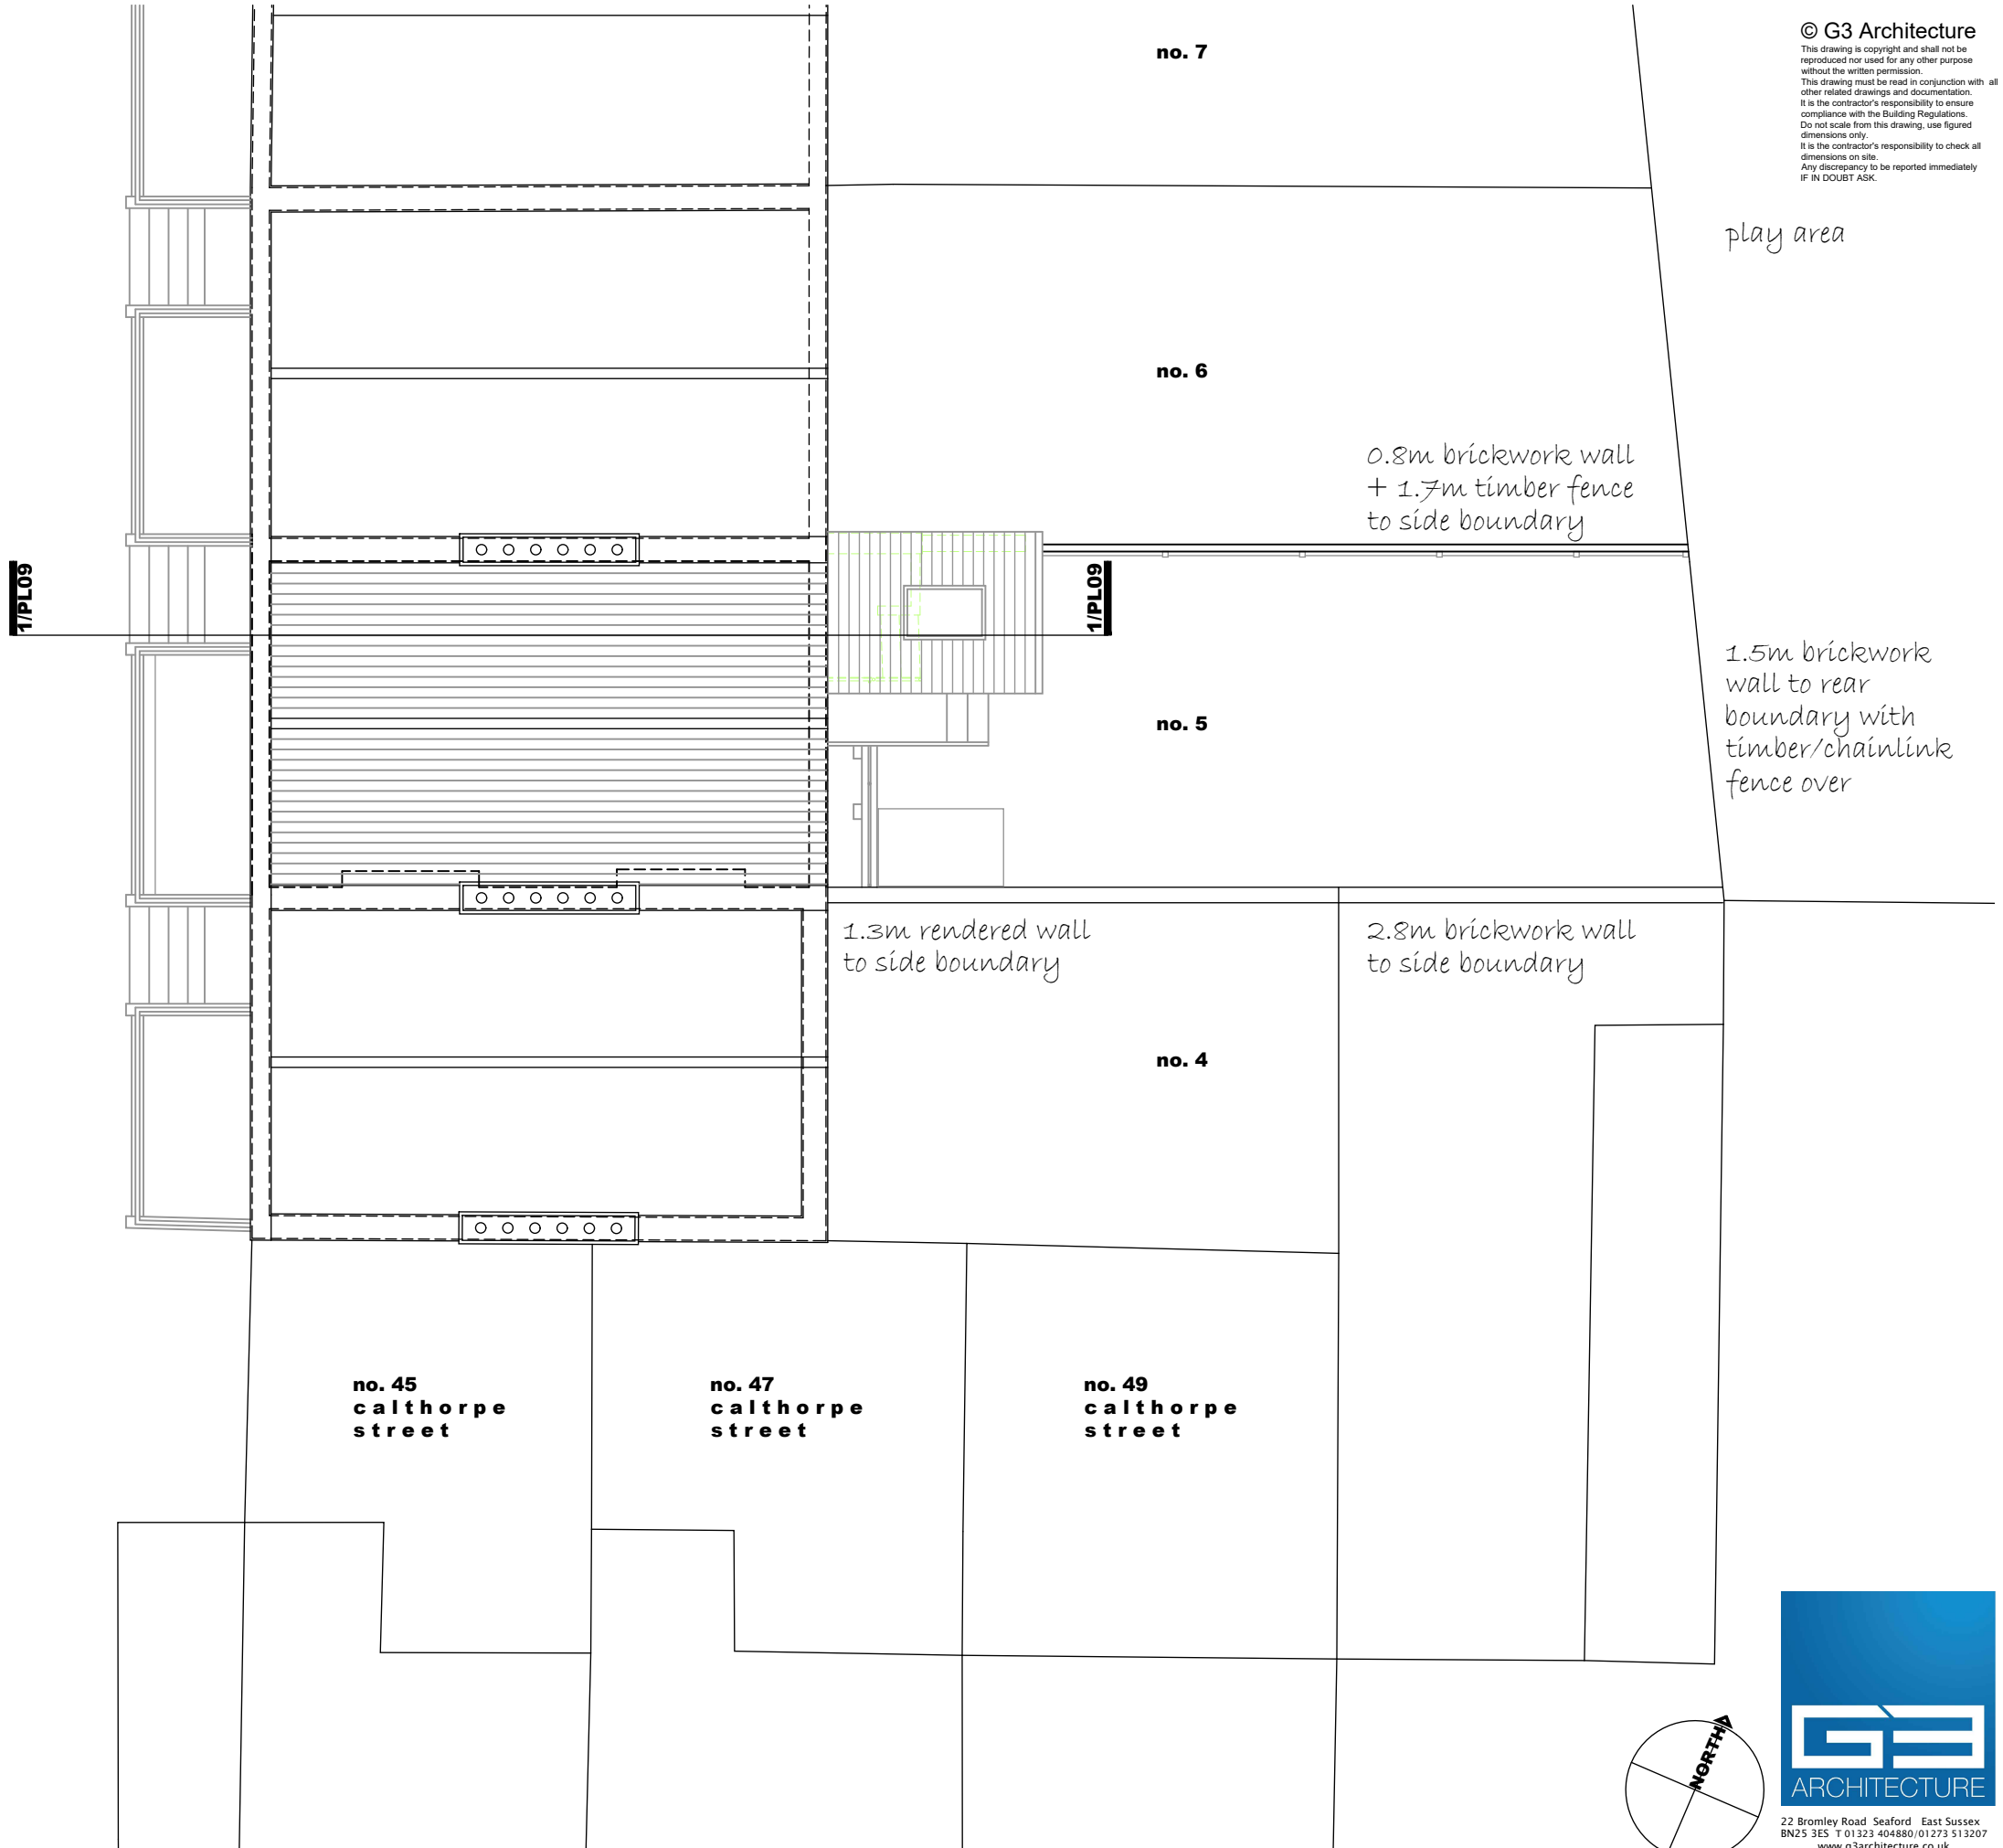 no. 7
© G3 Architecture
This drawing is copyright and shall not be
reproduced nor used for any other purpose
without the written permission.
This drawing must be read in conjunction with all
other related drawings and documentation.
It is the contractor's responsibility to ensure
compliance with the Building Regulations.
Do not scale from this drawing, use figured
dimensions only.
It is the contractor's responsibility to check all
dimensions on site.
Any discrepancy to be reported immediately
IF IN DOUBT ASK.
play area
no. 6
0.8m brickwork wall
+ 1.7m timber fence
to side boundary
1/PL09
1/PL09
1.5m brickwork
wall to rear
boundary with
timber/chainlink
fence over
no. 5
1.3m rendered wall
to side boundary
2.8m brickwork wall
to side boundary
no. 4
no. 45
calthorpe
street
no. 47
calthorpe
street
no. 49
calthorpe
street
NORTH
G3
ARCHITECTURE
22 Bromley Road Seaford East Sussex
BN25 3ES T 01323 404880/01273 513207
www.g3architecture.co.uk